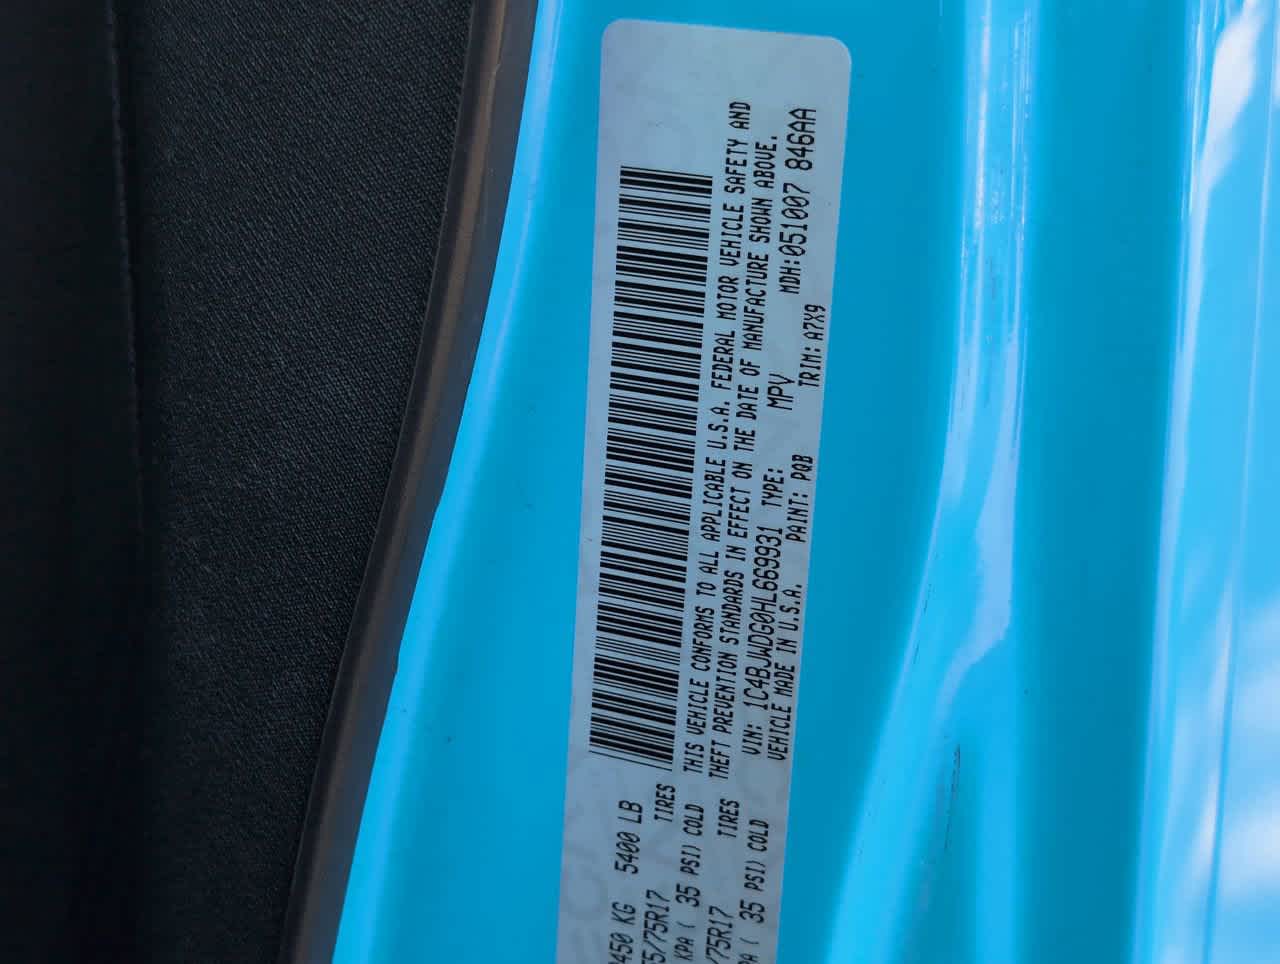 450 KG 5400 LB
5/75R17 TIRES
KPA ( 35 PSI) COLD
THIS VEHICLE CONFORMS TO ALL APPLICABLE U.S.A. FEDERAL MOTOR VEHICLE SAFETY AND
/75R17 TIRES
THEFT PREVENTION STANDARDS IN EFFECT ON THE DATE OF MANUFACTURE SHOWN ABOVE.
PA ( 35 PSI) COLD
VIN: 1C4BJWDG0HL669931 TYPE: MPV MDH:051007 846AA
VEHICLE MADE IN U.S.A. PAINT: PQB TRIM: A7X9